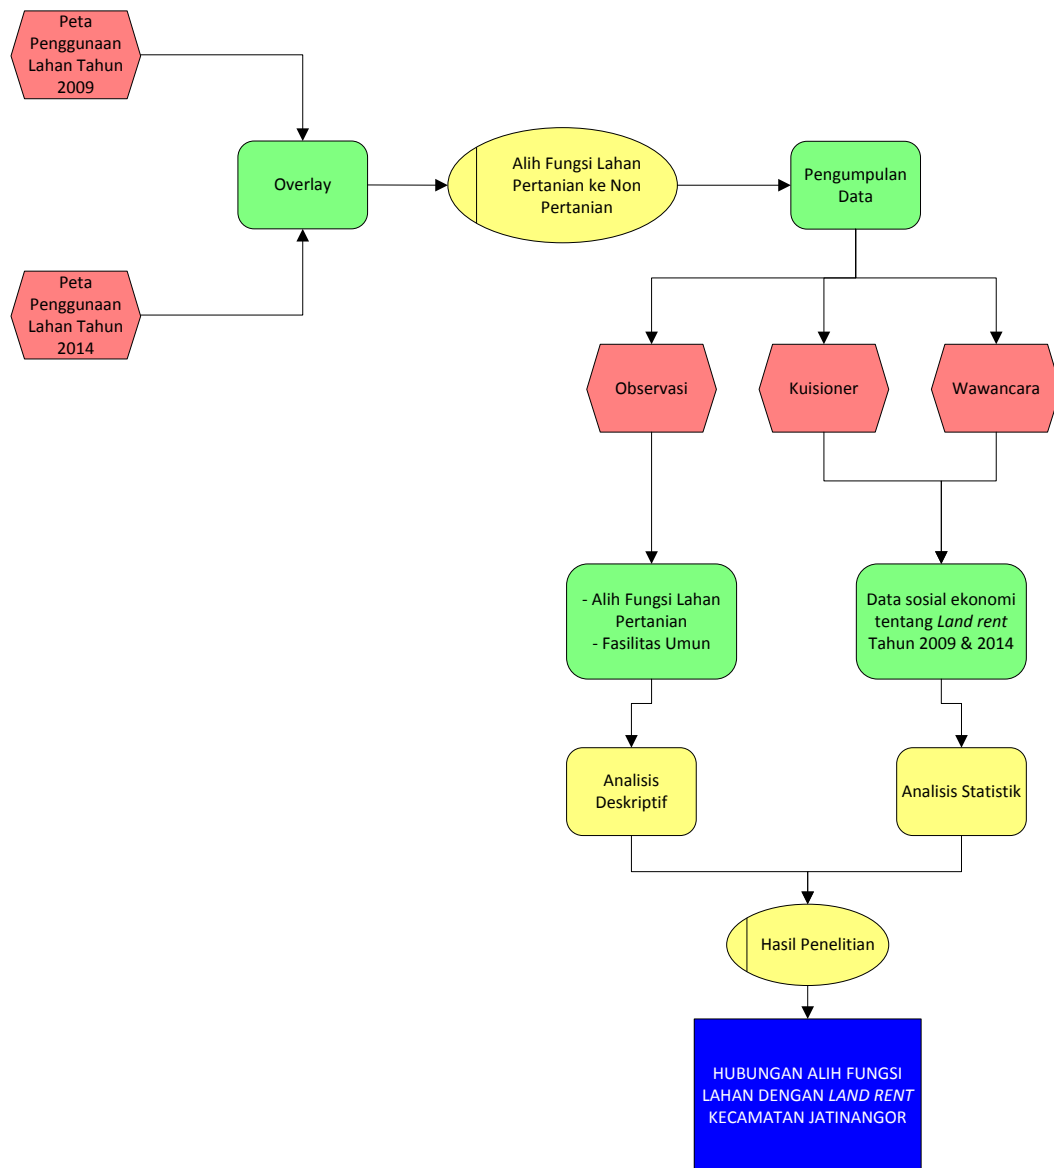 Peta
Penggunaan
Lahan Tahun
2009
Overlay
Alih Fungsi Lahan
Pertanian ke Non
Pertanian
Pengumpulan
Data
Peta
Penggunaan
Lahan Tahun
2014
Observasi
Kuisioner
Wawancara
- Alih Fungsi Lahan
Pertanian
- Fasilitas Umun
Data sosial ekonomi
tentang Land rent
Tahun 2009 & 2014
Analisis
Deskriptif
Analisis Statistik
Hasil Penelitian
HUBUNGAN ALIH FUNGSI
LAHAN DENGAN LAND RENT
KECAMATAN JATINANGOR